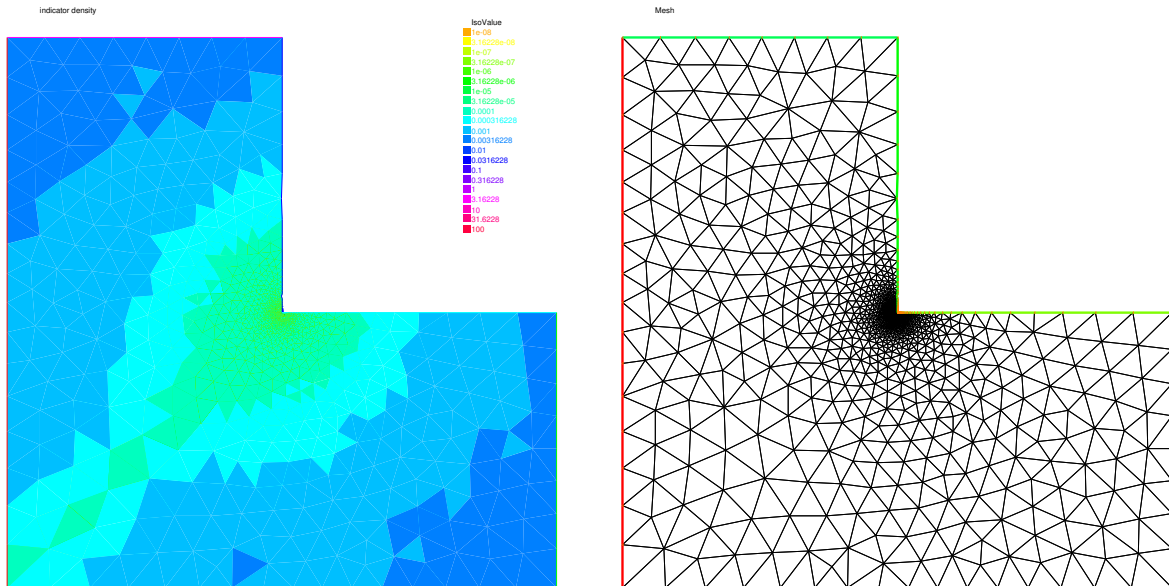 indicator density
IsoValue
1e-08
3.16228e-08
1e-07
3.16228e-07
1e-06
3.16228e-06
1e-05
3.16228e-05
0.0001
0.000316228
0.001
0.00316228
0.01
0.0316228
0.1
0.316228
1
3.16228
10
31.6228
100
Mesh